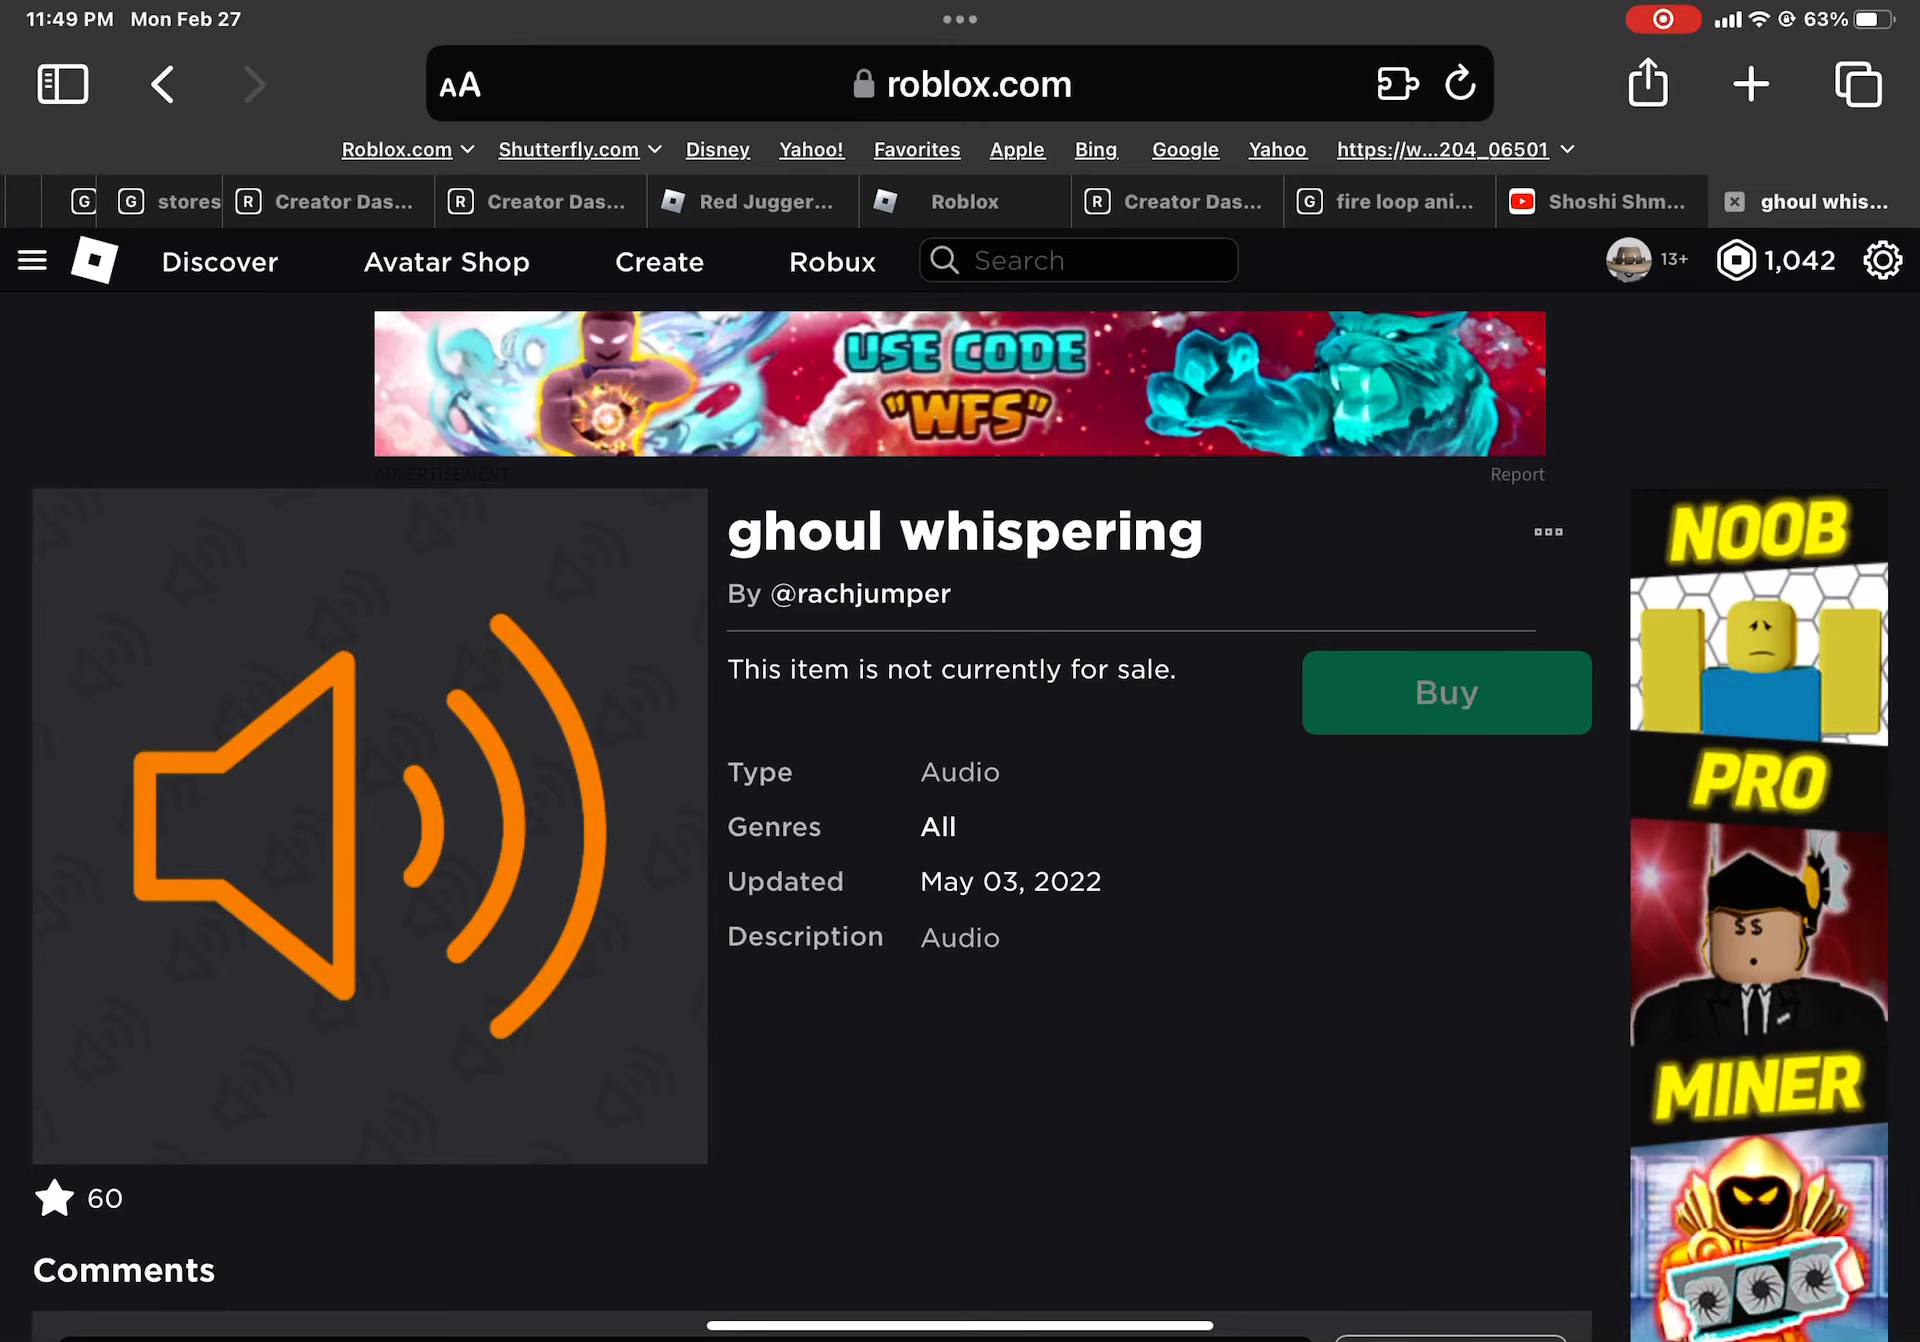 11:49 PM Mon Feb 27
63%
AA
roblox.com
Roblox.com Shutterfly.com Disney Yahoo! Favorites Apple Bing Google Yahoo https://w...204_06501
G G stores R Creator Das... R Creator Das... Red Jugger... Roblox R Creator Das... G fire loop ani... Shoshi Shm... ghoul whis...
Discover Avatar Shop Create Robux Search 13+ 1,042
USE CODE
"WFS"
ADVERTISEMENT Report
ghoul whispering
By @rachjumper
This item is not currently for sale.
Buy
Type Audio
Genres All
Updated May 03, 2022
Description Audio
60
Comments
NOOB
PRO
$$
MINER